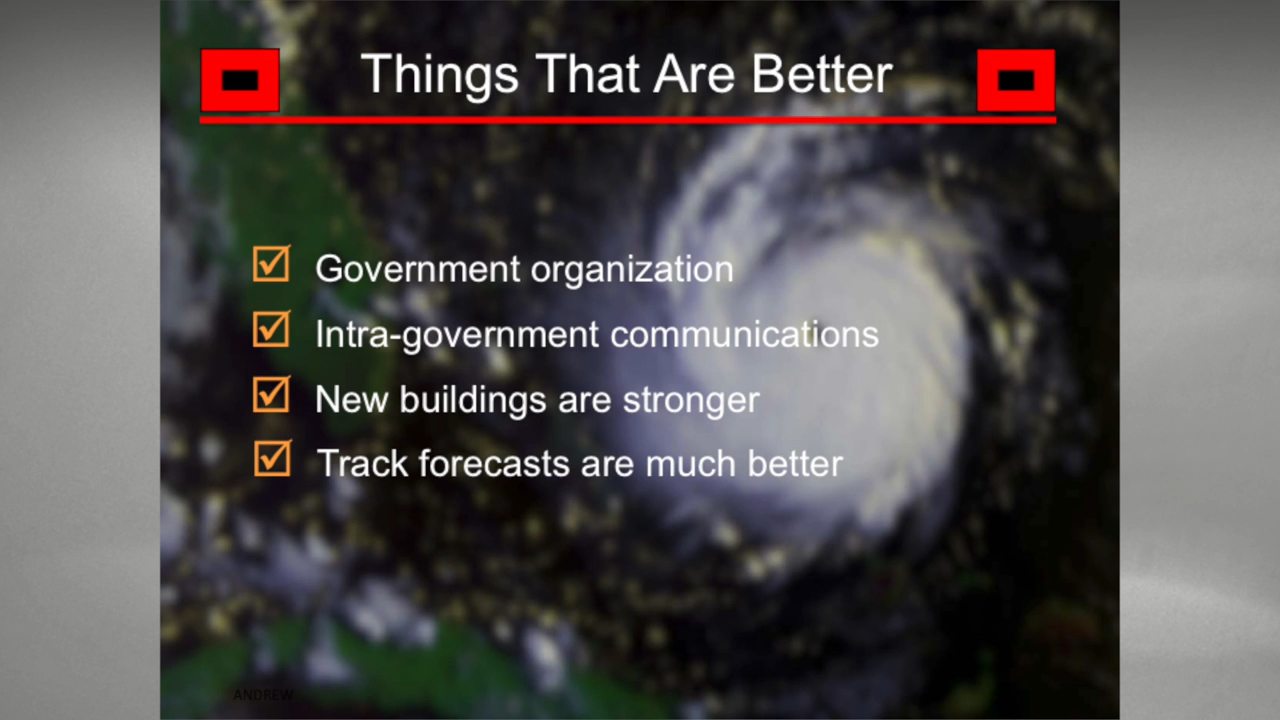 Things That Are Better
Government organization
Intra-government communications
New buildings are stronger
Track forecasts are much better
ANDREW